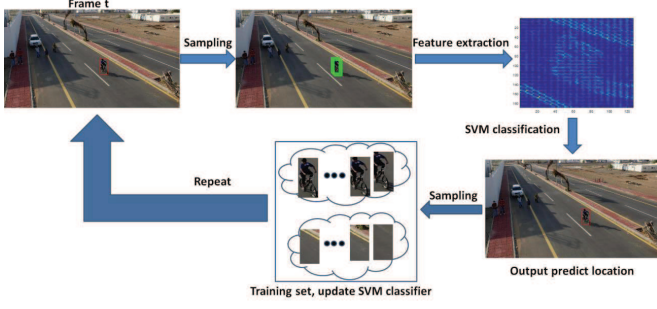 Frame t
Sampling
Feature extraction
SVM classification
Sampling
Repeat
Output predict location
Training set, update SVM classifier